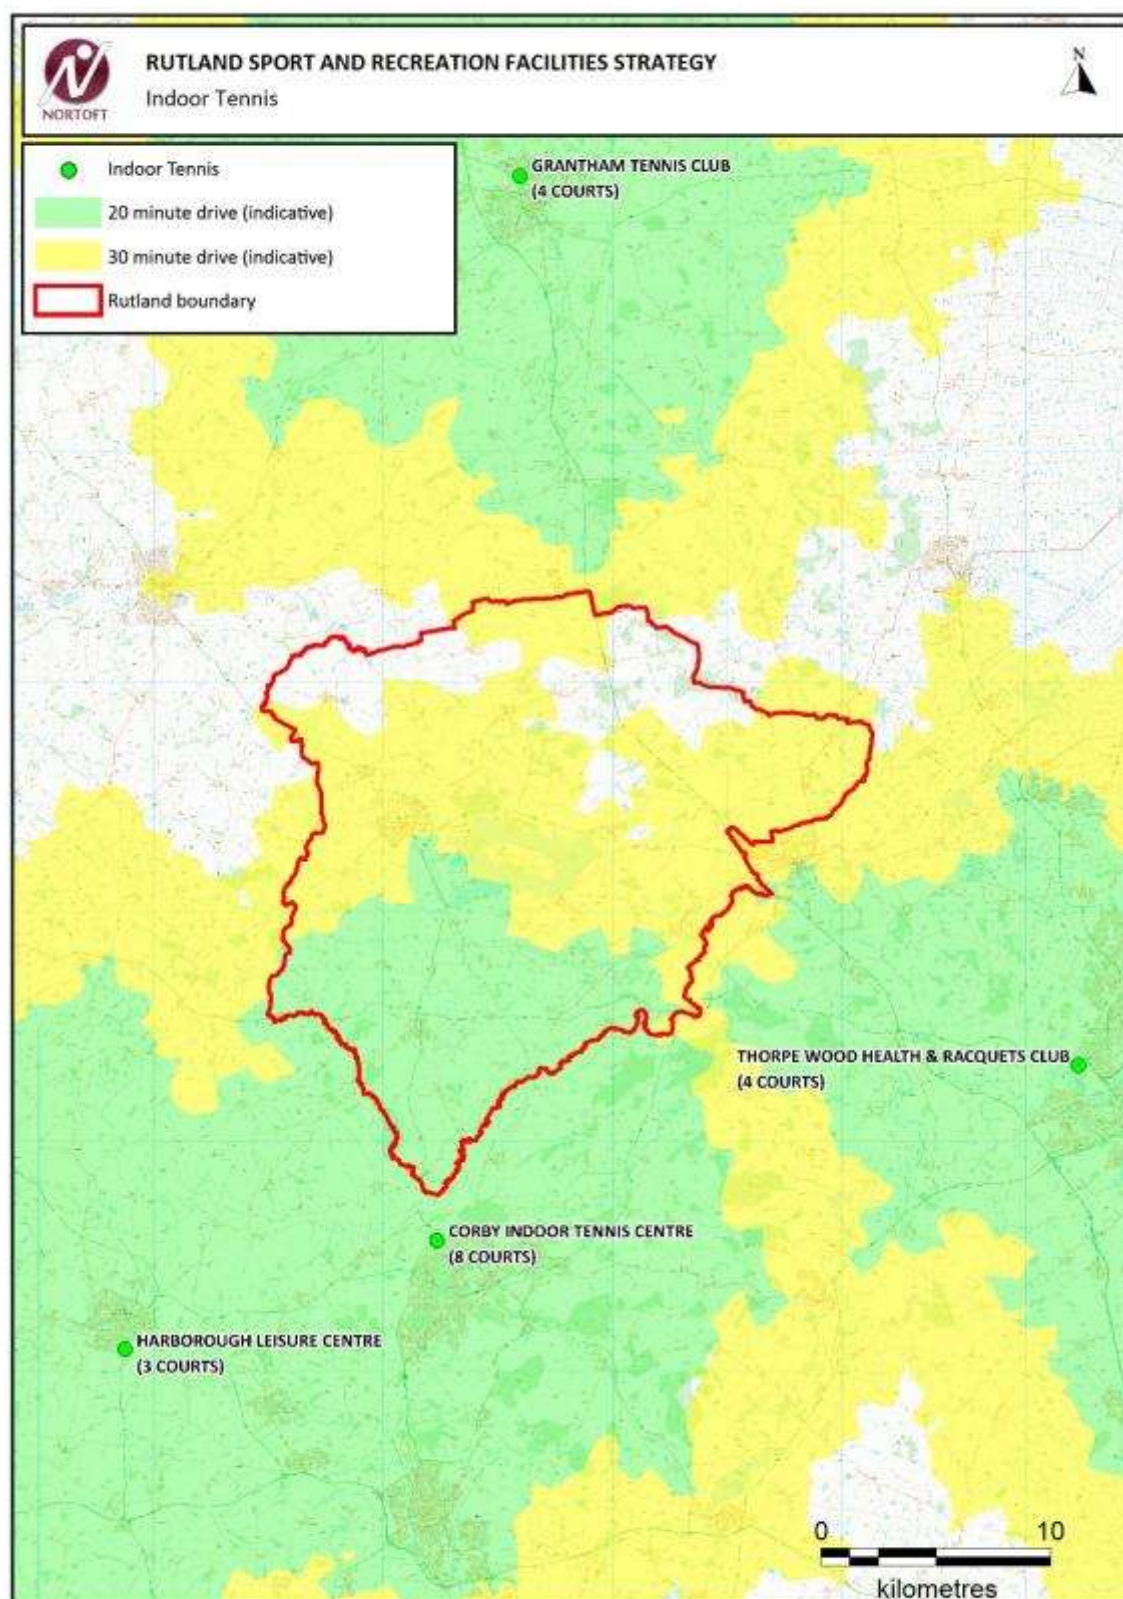 RUTLAND SPORT AND RECREATION FACILITIES STRATEGY
Indoor Tennis
NORTOFT
N
Indoor Tennis
20 minute drive (indicative)
30 minute drive (indicative)
Rutland boundary
GRANTHAM TENNIS CLUB
(4 COURTS)
THORPE WOOD HEALTH & RACQUETS CLUB
(4 COURTS)
CORBY INDOOR TENNIS CENTRE
(8 COURTS)
HARBOROUGH LEISURE CENTRE
(3 COURTS)
0 10
kilometres